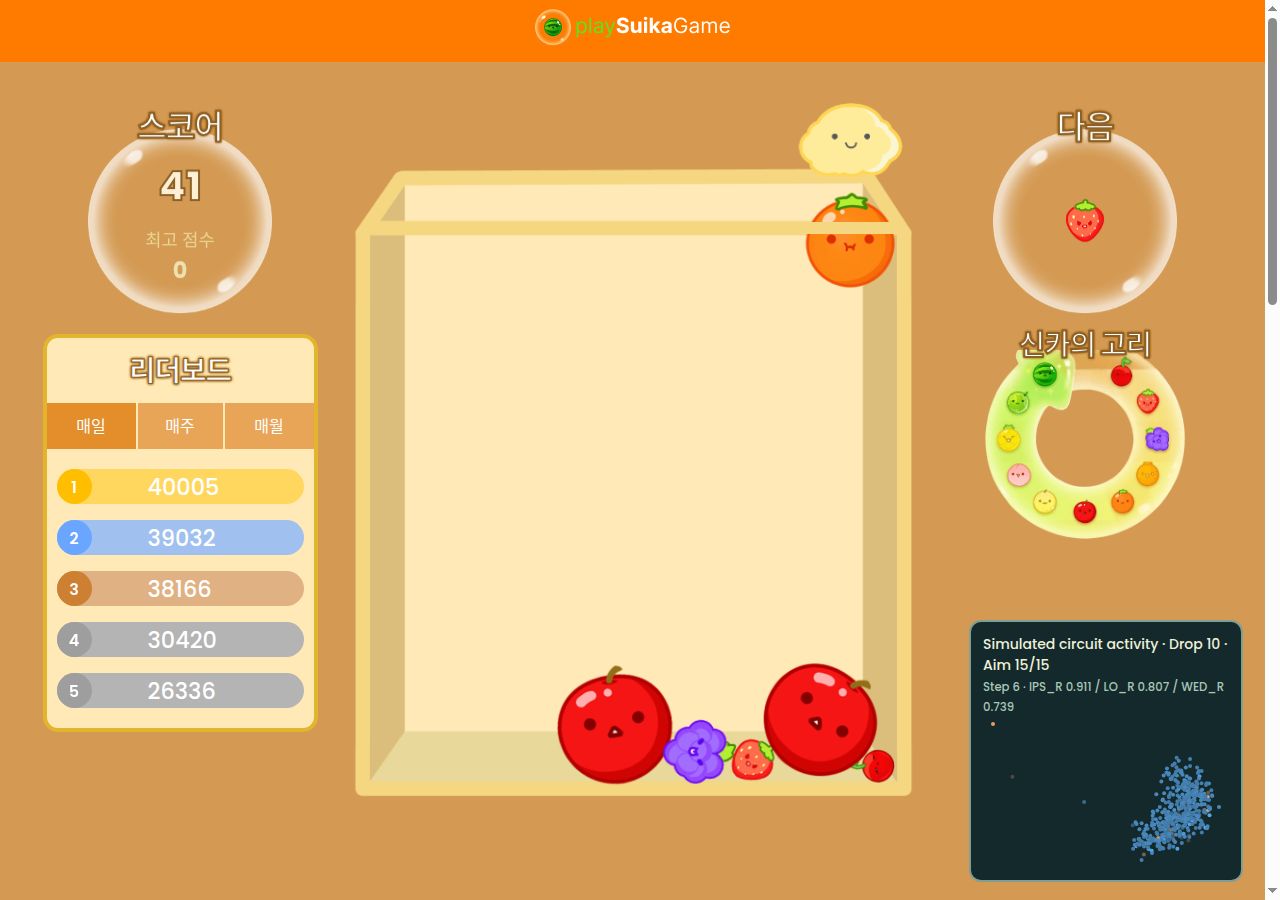 playSuikaGame
스코어
41
최고 점수
0
다음
신카의 고리
리더보드
매일
매주
매월
1 40005
2 39032
3 38166
4 30420
5 26336
Simulated circuit activity · Drop 10 ·
Aim 15/15
Step 6 · IPS_R 0.911 / LO_R 0.807 / WED_R
0.739